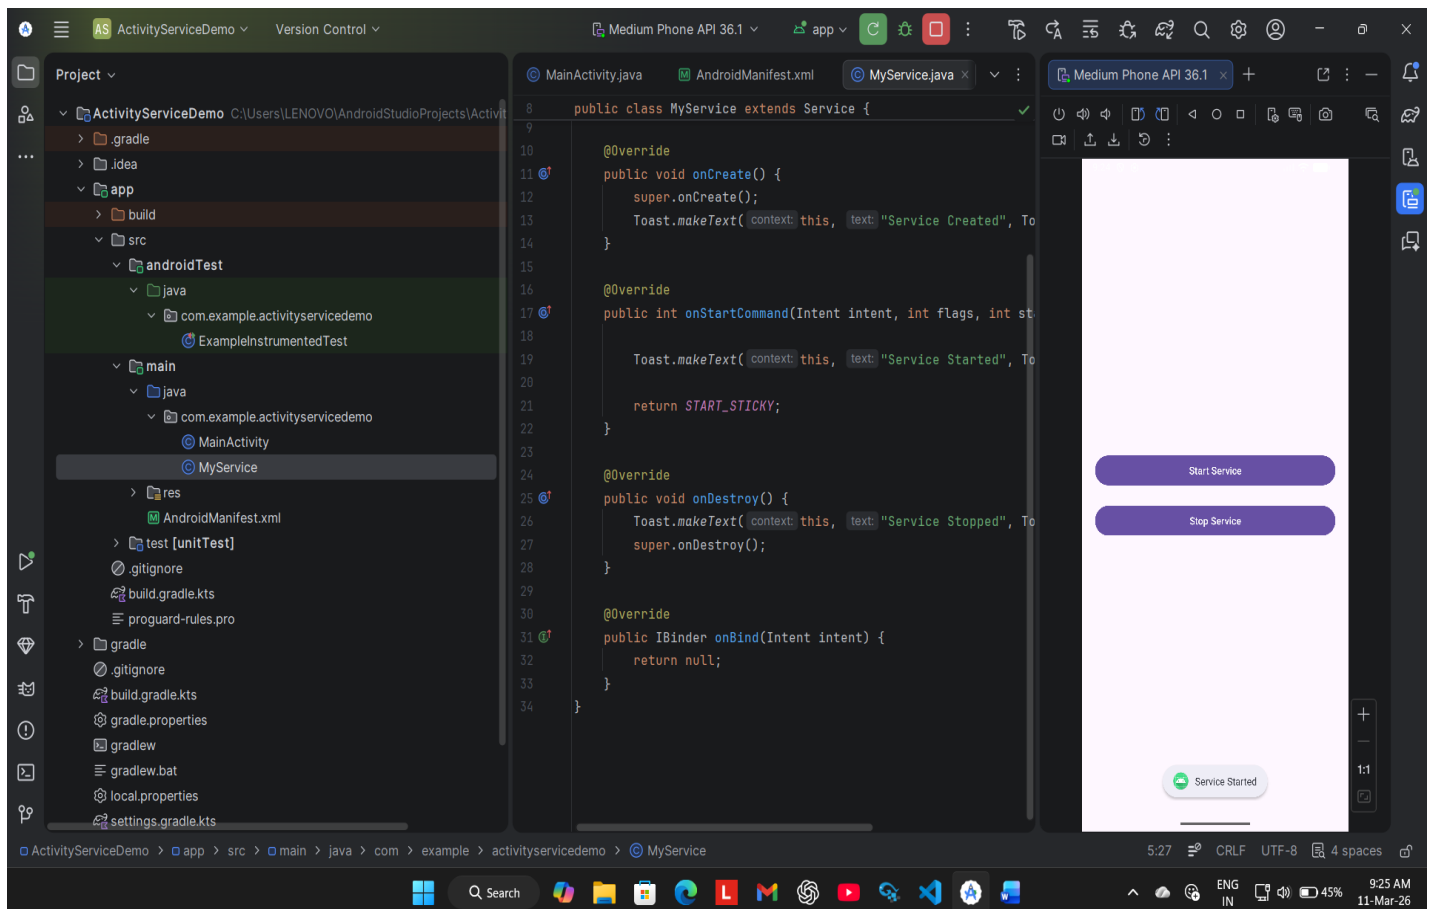 AS ActivityServiceDemo Version Control Medium Phone API 36.1 app
Project
ActivityServiceDemo C:\Users\LENOVO\AndroidStudioProjects\Activit
.gradle
.idea
app
build
src
androidTest
java
com.example.activityservicedemo
ExampleInstrumentedTest
main
java
com.example.activityservicedemo
MainActivity
MyService
res
AndroidManifest.xml
test [unitTest]
.gitignore
build.gradle.kts
proguard-rules.pro
gradle
.gitignore
build.gradle.kts
gradle.properties
gradlew
gradlew.bat
local.properties
settings.gradle.kts
MainActivity.java AndroidManifest.xml MyService.java
8 public class MyService extends Service {
9
10 @Override
11 public void onCreate() {
12 super.onCreate();
13 Toast.makeText( context: this, text: "Service Created", To
14 }
15
16 @Override
17 public int onStartCommand(Intent intent, int flags, int st
18
19 Toast.makeText( context: this, text: "Service Started", To
20
21 return START_STICKY;
22 }
23
24 @Override
25 public void onDestroy() {
26 Toast.makeText( context: this, text: "Service Stopped", To
27 super.onDestroy();
28 }
29
30 @Override
31 public IBinder onBind(Intent intent) {
32 return null;
33 }
34 }
Medium Phone API 36.1
Start Service
Stop Service
Service Started
1:1
ActivityServiceDemo > app > src > main > java > com > example > activityservicedemo > MyService 5:27 CRLF UTF-8 4 spaces
Search
ENG
IN
45%
9:25 AM
11-Mar-26